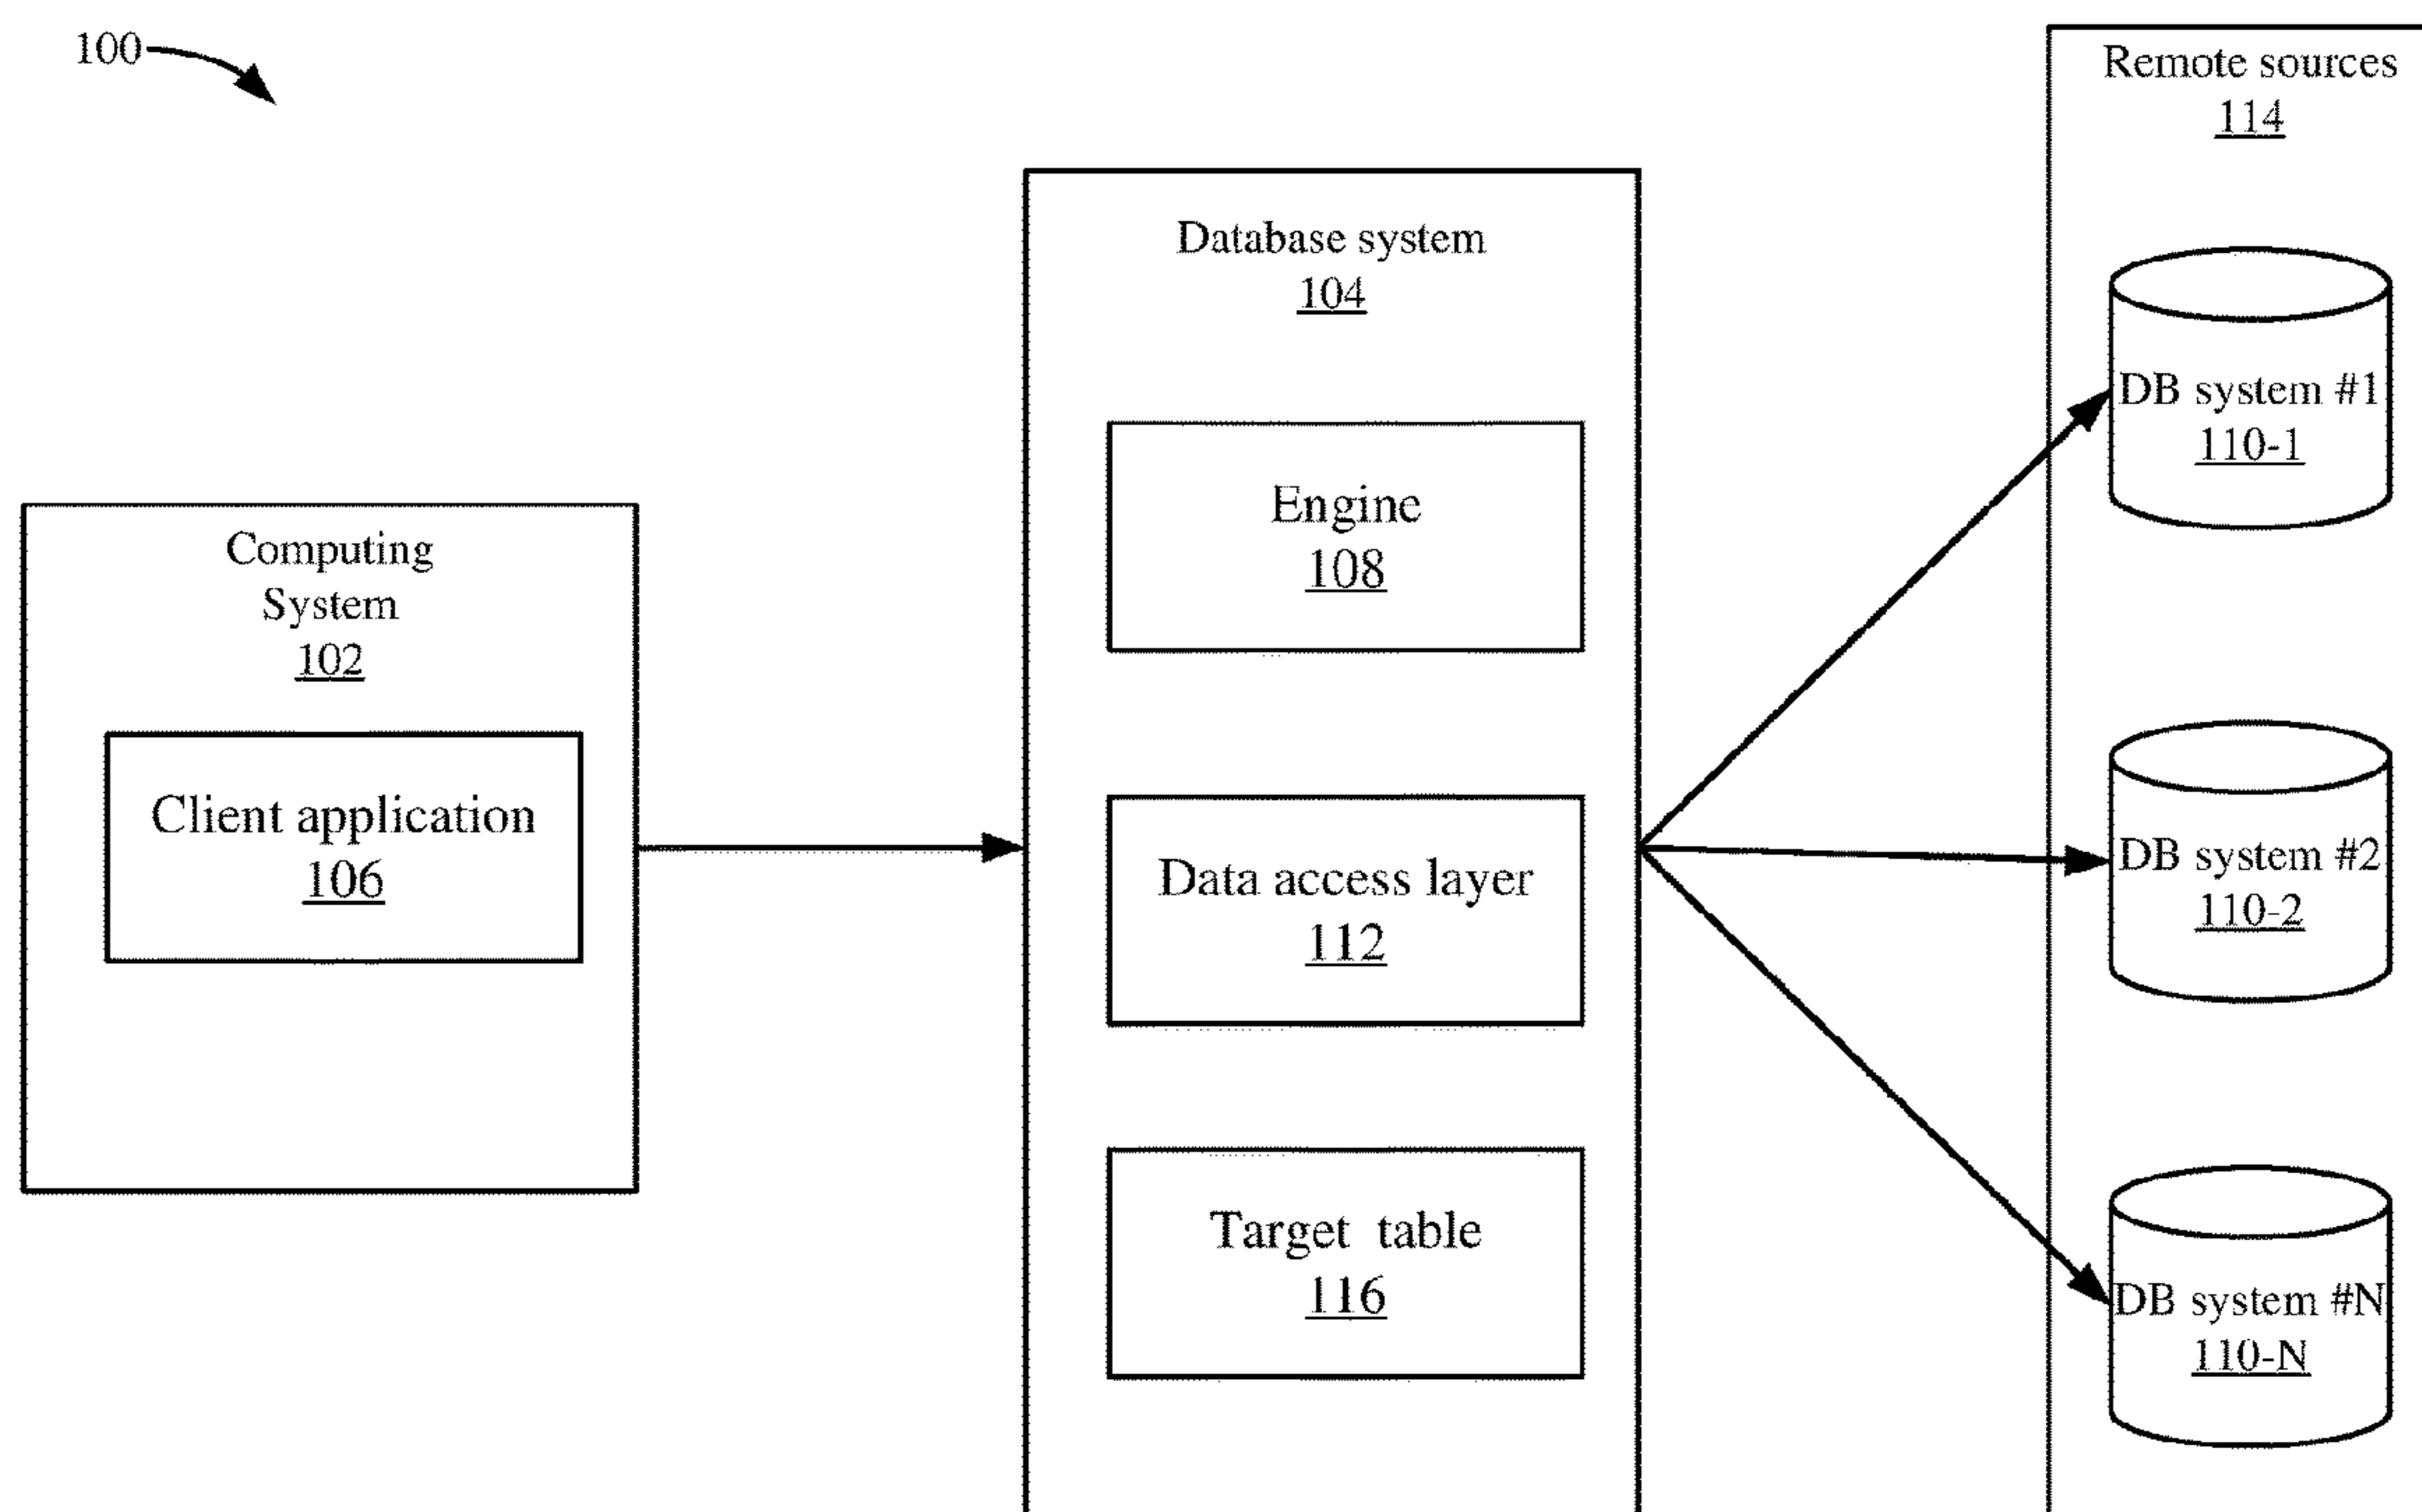 100
Computing
System
102
Client application
106
Database system
104
Engine
108
Data access layer
112
Target table
116
Remote sources
114
DB system #1
110-1
DB system #2
110-2
DB system #N
110-N